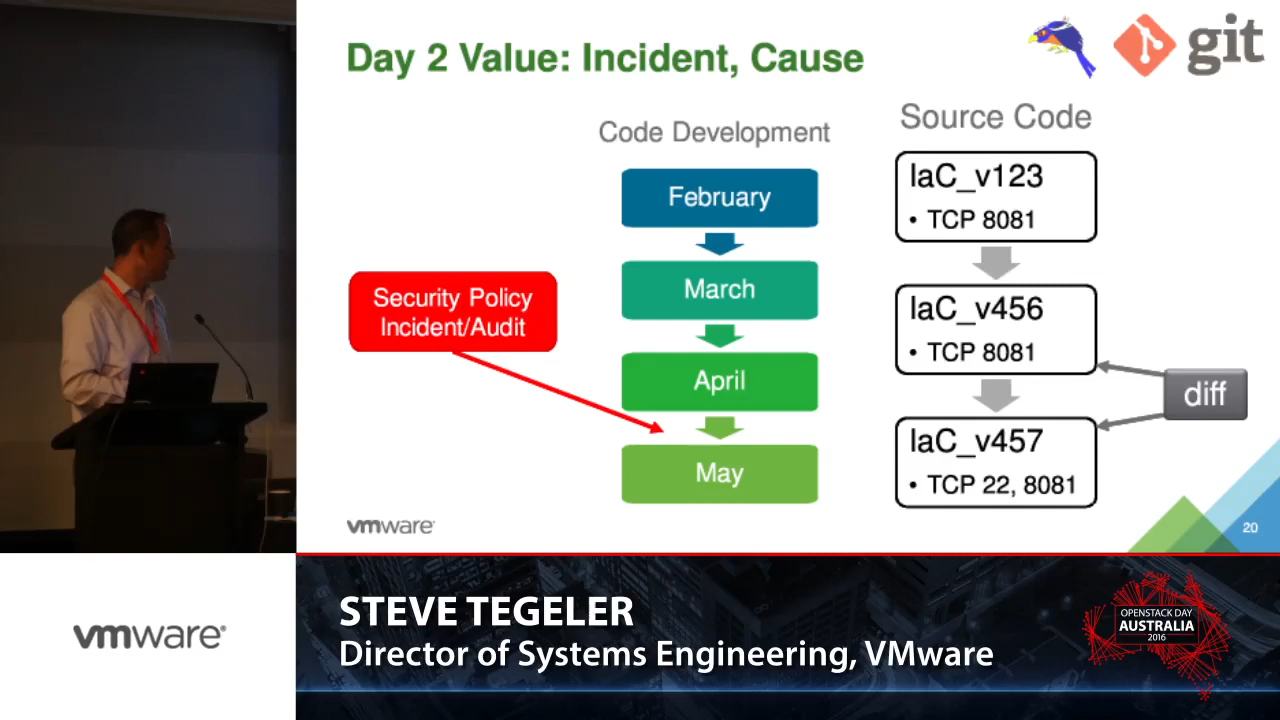 Day 2 Value: Incident, Cause
git
Code Development
Source Code
February
March
April
May
Security Policy
Incident/Audit
IaC_v123
• TCP 8081
IaC_v456
• TCP 8081
IaC_v457
• TCP 22, 8081
diff
vmware
20
vmware®
STEVE TEGELER
Director of Systems Engineering, VMware
OPENSTACK DAY
AUSTRALIA
2016